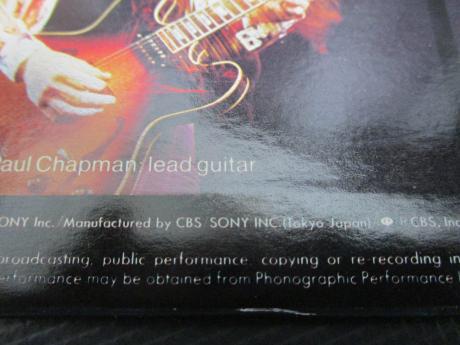 Paul Chapman: lead guitar
SONY Inc./Manufactured by CBS/SONY INC.(Tokyo Japan)/ ℗ CBS, Inc
broadcasting, public performance, copying or re-recording in
performance may be obtained from Phonographic Performance